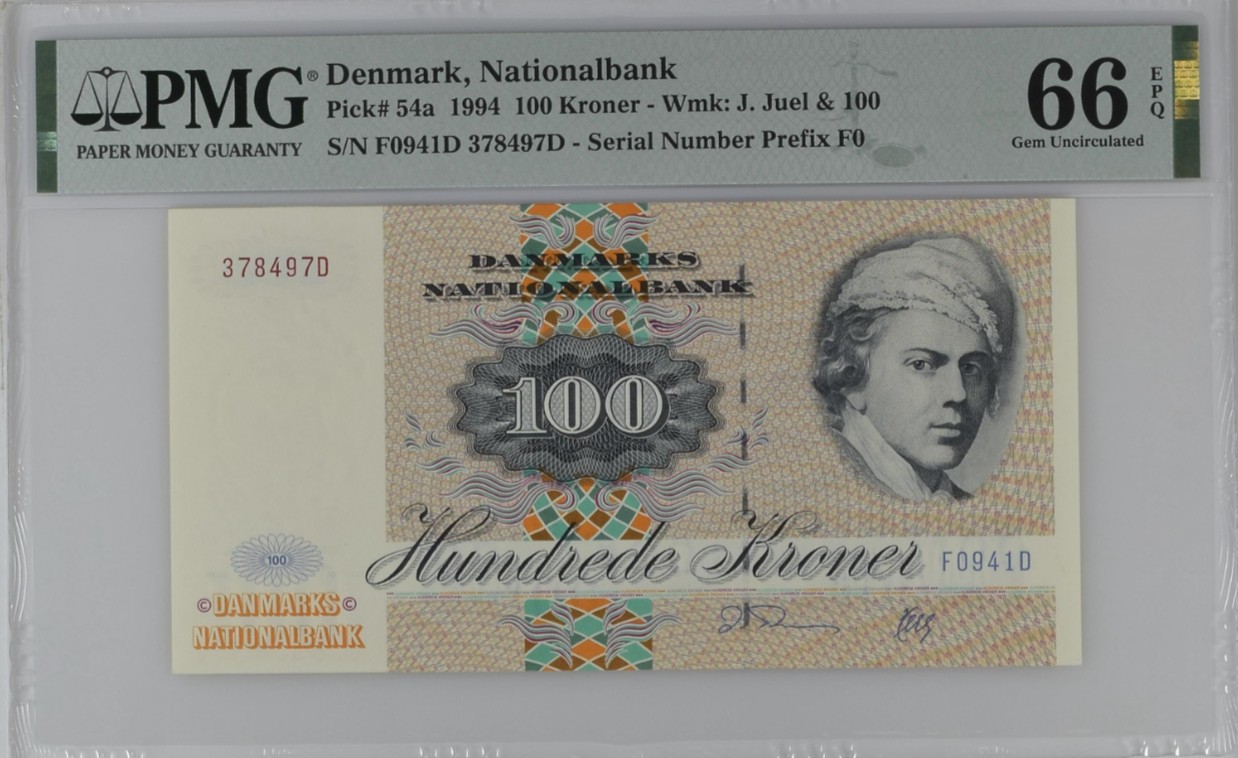 PMG®
PAPER MONEY GUARANTY
Denmark, Nationalbank
Pick# 54a 1994 100 Kroner - Wmk: J. Juel & 100
S/N F0941D 378497D - Serial Number Prefix F0
66
EPQ
Gem Uncirculated
378497D
DANMARKS
NATIONALBANK
100
Hundrede Kroner
F0941D
100
©DANMARKS©
NATIONALBANK